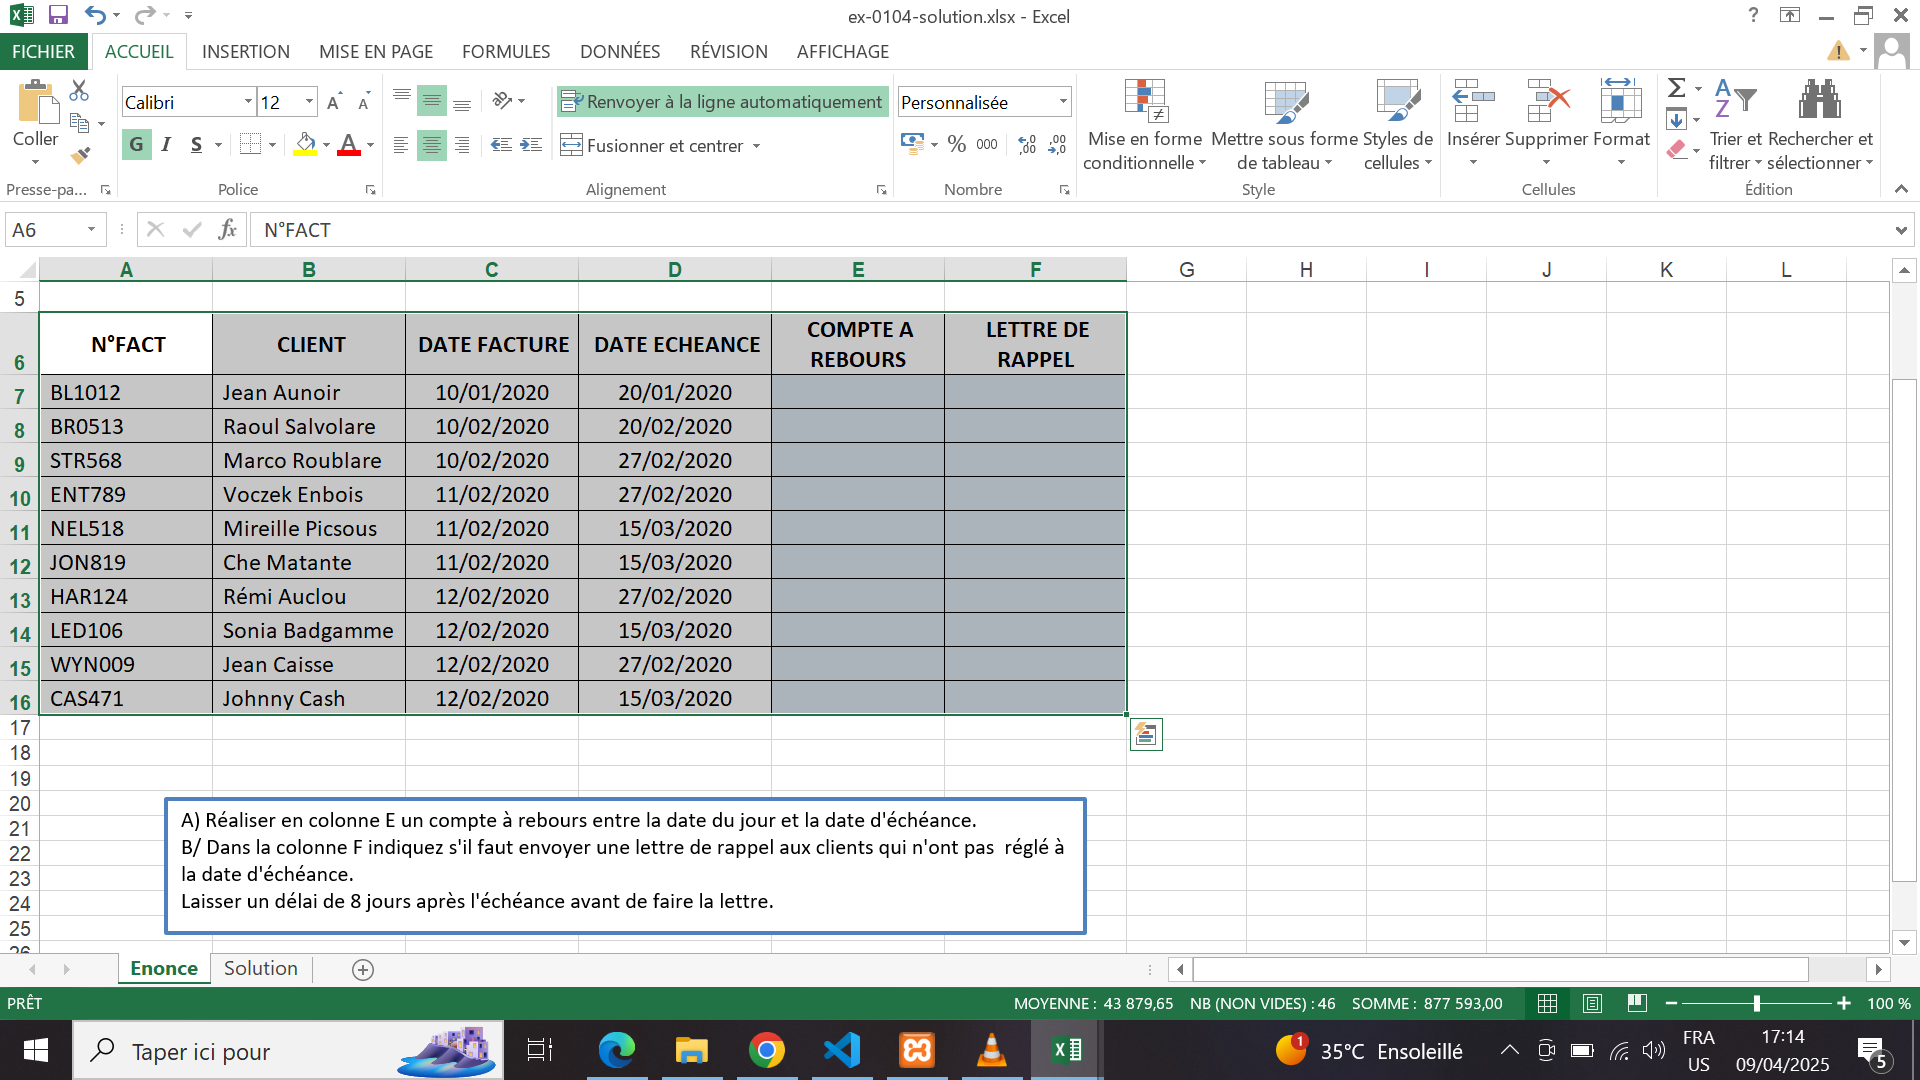 ex-0104-solution.xlsx - Excel
FICHIER ACCUEIL INSERTION MISE EN PAGE FORMULES DONNÉES RÉVISION AFFICHAGE
Coller
Calibri 12
Renvoyer à la ligne automatiquement
Personnalisée
G I S
Fusionner et centrer
% 000
Mise en forme conditionnelle
Mettre sous forme de tableau
Styles de cellules
Insérer Supprimer Format
Trier et filtrer
Rechercher et sélectionner
Presse-pa... Police Alignement Nombre Style Cellules Édition
A6 fx N°FACT
A B C D E F G H I J K L
5
6 N°FACT CLIENT DATE FACTURE DATE ECHEANCE COMPTE A REBOURS LETTRE DE RAPPEL
7 BL1012 Jean Aunoir 10/01/2020 20/01/2020
8 BR0513 Raoul Salvolare 10/02/2020 20/02/2020
9 STR568 Marco Roublare 10/02/2020 27/02/2020
10 ENT789 Voczek Enbois 11/02/2020 27/02/2020
11 NEL518 Mireille Picsous 11/02/2020 15/03/2020
12 JON819 Che Matante 11/02/2020 15/03/2020
13 HAR124 Rémi Auclou 12/02/2020 27/02/2020
14 LED106 Sonia Badgamme 12/02/2020 15/03/2020
15 WYN009 Jean Caisse 12/02/2020 27/02/2020
16 CAS471 Johnny Cash 12/02/2020 15/03/2020
17
18
19
20
21
22
23
24
25
26
A) Réaliser en colonne E un compte à rebours entre la date du jour et la date d'échéance.
B/ Dans la colonne F indiquez s'il faut envoyer une lettre de rappel aux clients qui n'ont pas réglé à
la date d'échéance.
Laisser un délai de 8 jours après l'échéance avant de faire la lettre.
Enonce Solution
PRÊT MOYENNE : 43 879,65 NB (NON VIDES) : 46 SOMME : 877 593,00 100 %
Taper ici pour
1 35°C Ensoleillé
FRA
US
17:14
09/04/2025
5